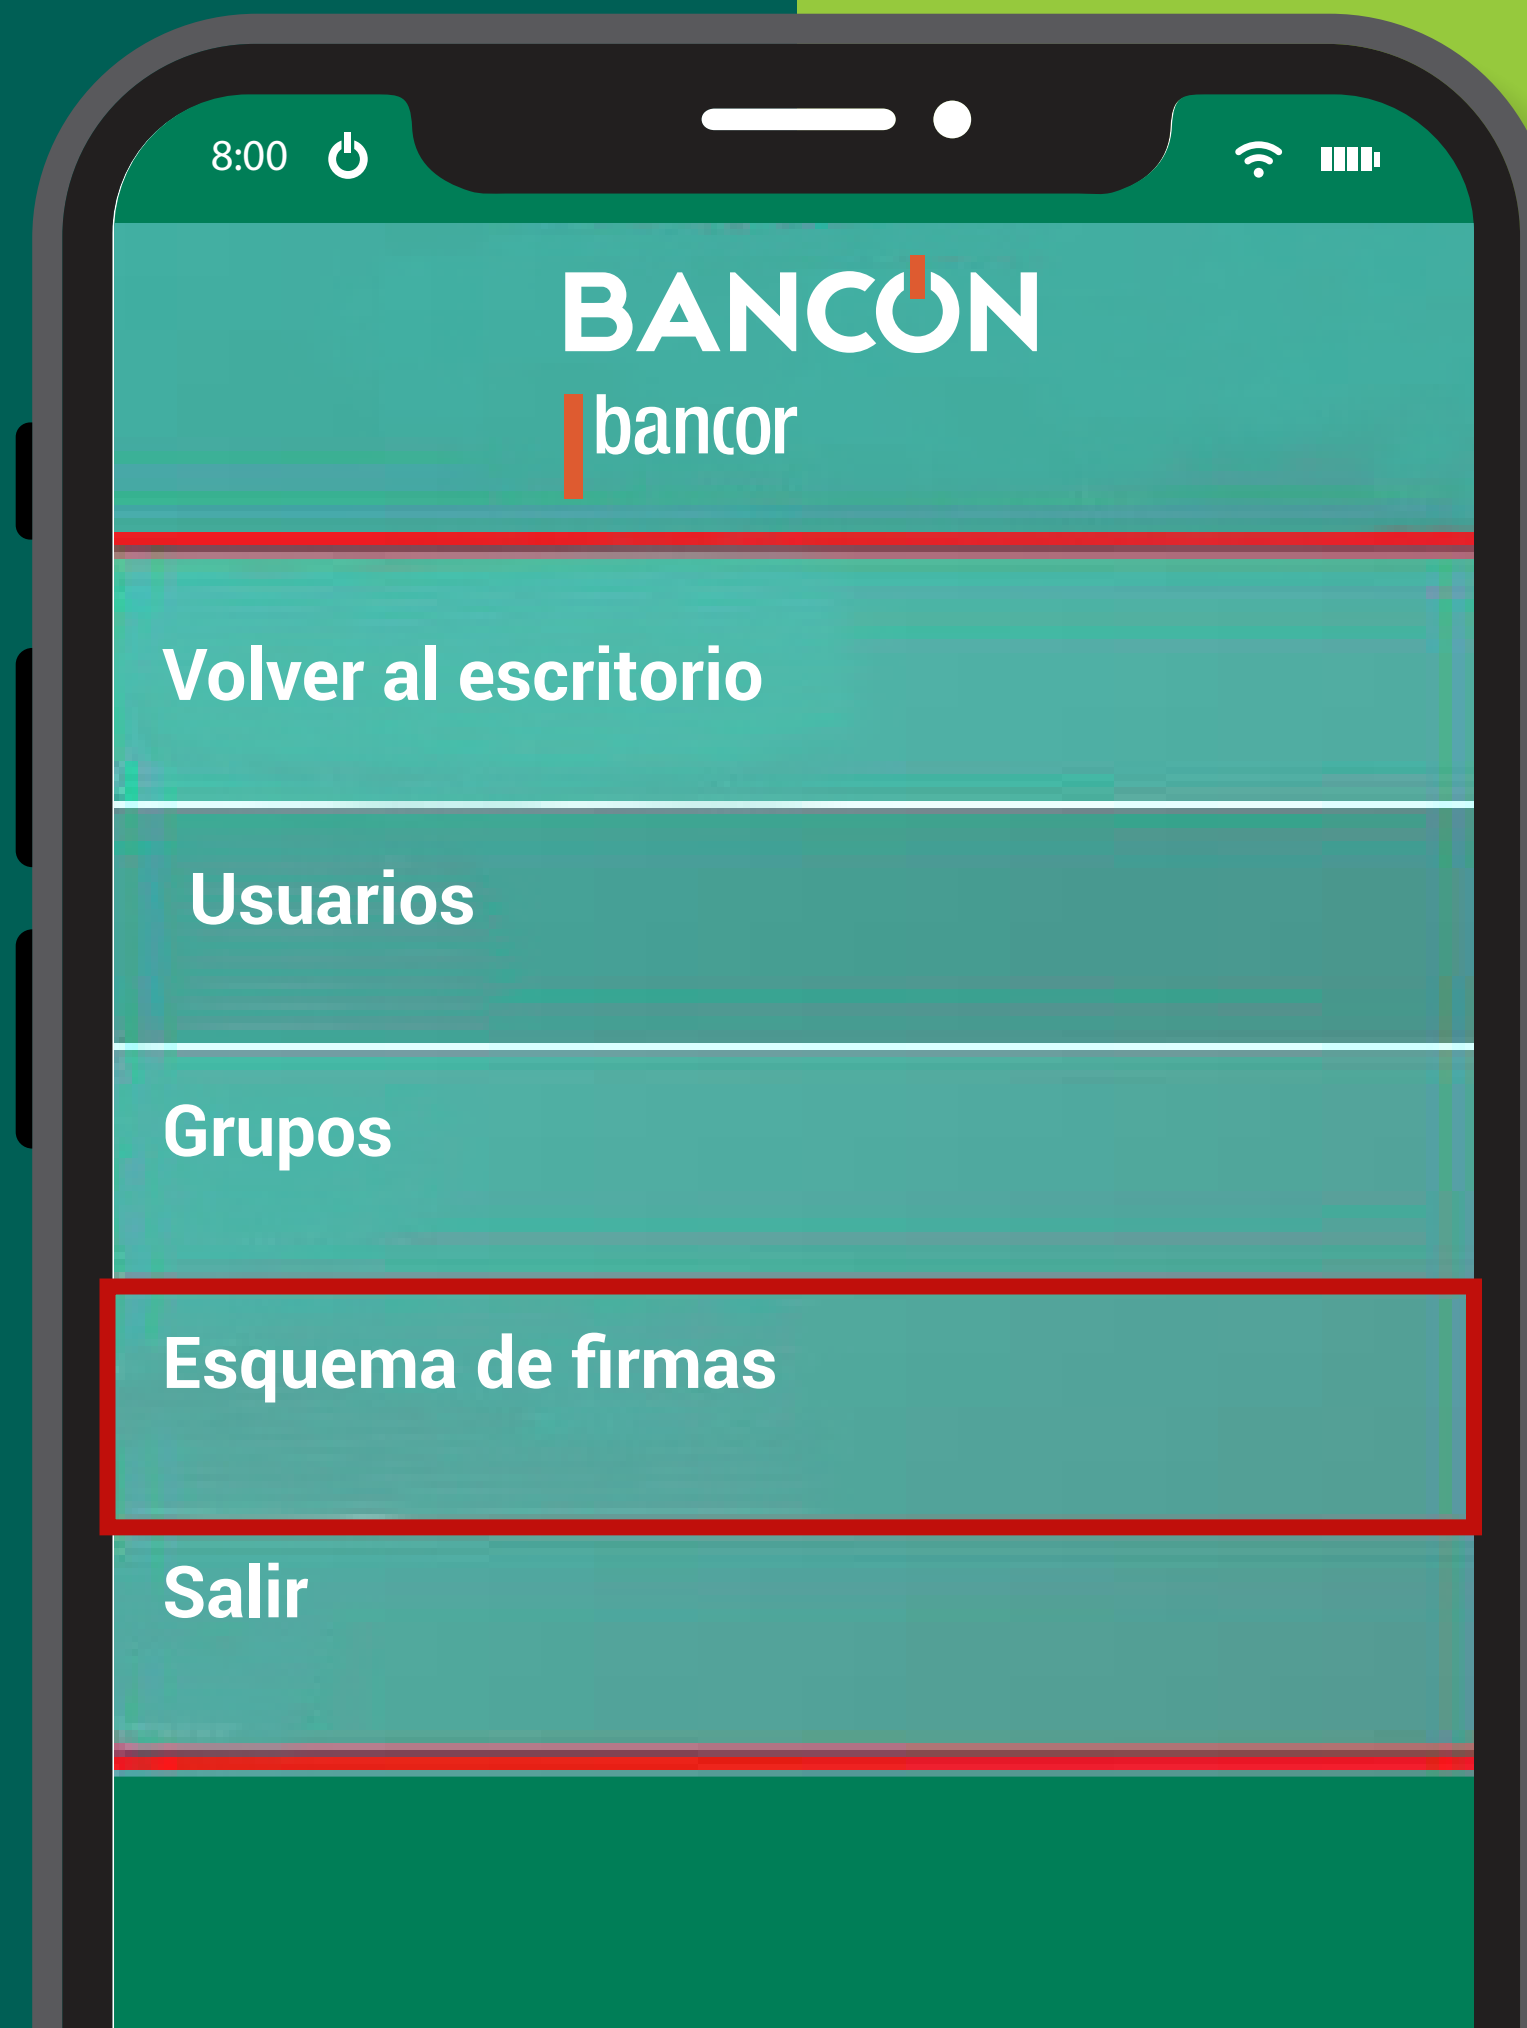 8:00
BANCON
bancor
Volver al escritorio
Usuarios
Grupos
Esquema de firmas
Salir